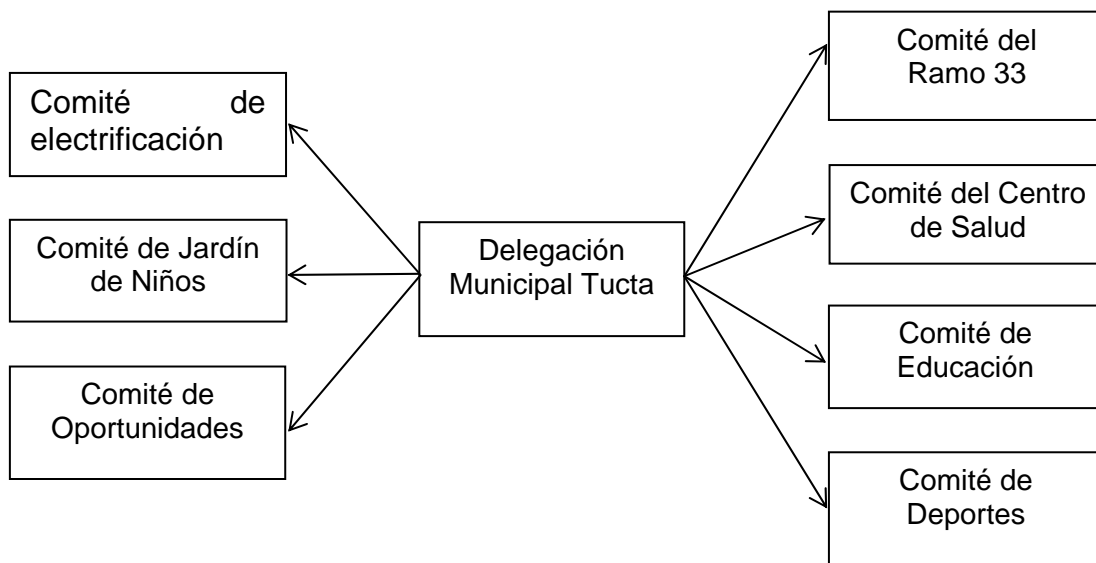 Comité de
electrificación
Comité de Jardín
de Niños
Comité de
Oportunidades
Delegación
Municipal Tucta
Comité del
Ramo 33
Comité del Centro
de Salud
Comité de
Educación
Comité de
Deportes